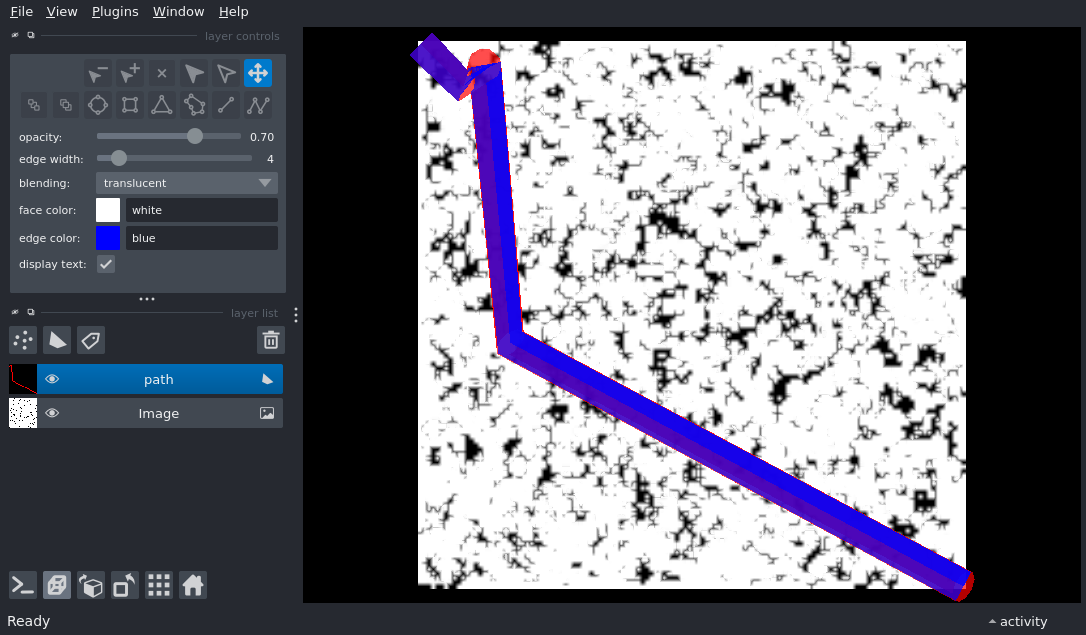 File View Plugins Window Help
layer controls
opacity: 0.70
edge width: 4
blending: translucent
face color: white
edge color: blue
display text:
layer list
path
Image
Ready activity